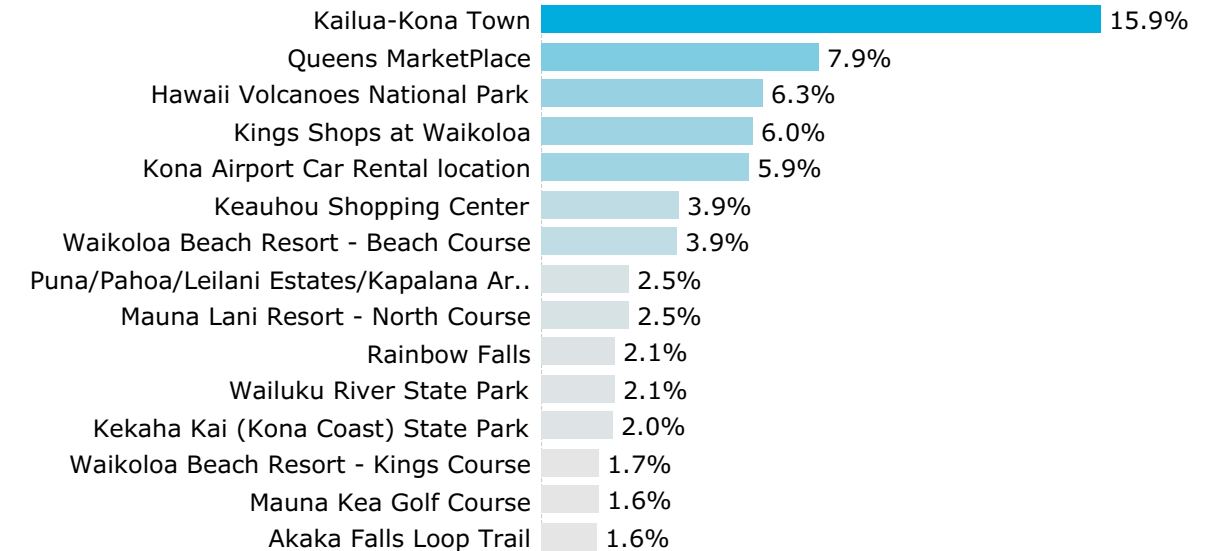 Kailua-Kona Town 15.9%
Queens MarketPlace 7.9%
Hawaii Volcanoes National Park 6.3%
Kings Shops at Waikoloa 6.0%
Kona Airport Car Rental location 5.9%
Keauhou Shopping Center 3.9%
Waikoloa Beach Resort - Beach Course 3.9%
Puna/Pahoa/Leilani Estates/Kapalana Ar.. 2.5%
Mauna Lani Resort - North Course 2.5%
Rainbow Falls 2.1%
Wailuku River State Park 2.1%
Kekaha Kai (Kona Coast) State Park 2.0%
Waikoloa Beach Resort - Kings Course 1.7%
Mauna Kea Golf Course 1.6%
Akaka Falls Loop Trail 1.6%